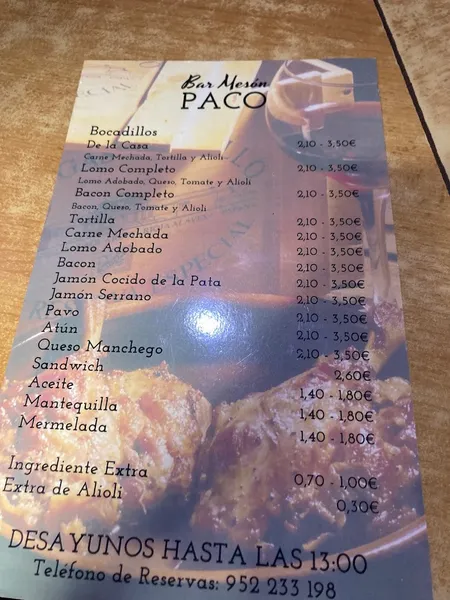 Bar Mesón
PACO
Bocadillos
De la Casa 2,10 - 3,50€
Carne Mechada, Tortilla y Alioli
Lomo Completo 2,10 - 3,50€
Lomo Adobado, Queso, Tomate y Alioli
Bacon Completo 2,10 - 3,50€
Bacon, Queso, Tomate y Alioli
Tortilla 2,10 - 3,50€
Carne Mechada 2,10 - 3,50€
Lomo Adobado 2,10 - 3,50€
Bacon 2,10 - 3,50€
Jamón Cocido de la Pata 2,10 - 3,50€
Jamón Serrano 2,10 - 3,50€
Pavo 2,10 - 3,50€
Atún 2,10 - 3,50€
Queso Manchego 2,10 - 3,50€
Sandwich 2,60€
Aceite 1,40 - 1,80€
Mantequilla 1,40 - 1,80€
Mermelada 1,40 - 1,80€
Ingrediente Extra 0,70 - 1,00€
Extra de Alioli 0,30€
DESAYUNOS HASTA LAS 13:00
Teléfono de Reservas: 952 233 198
SPECIAL